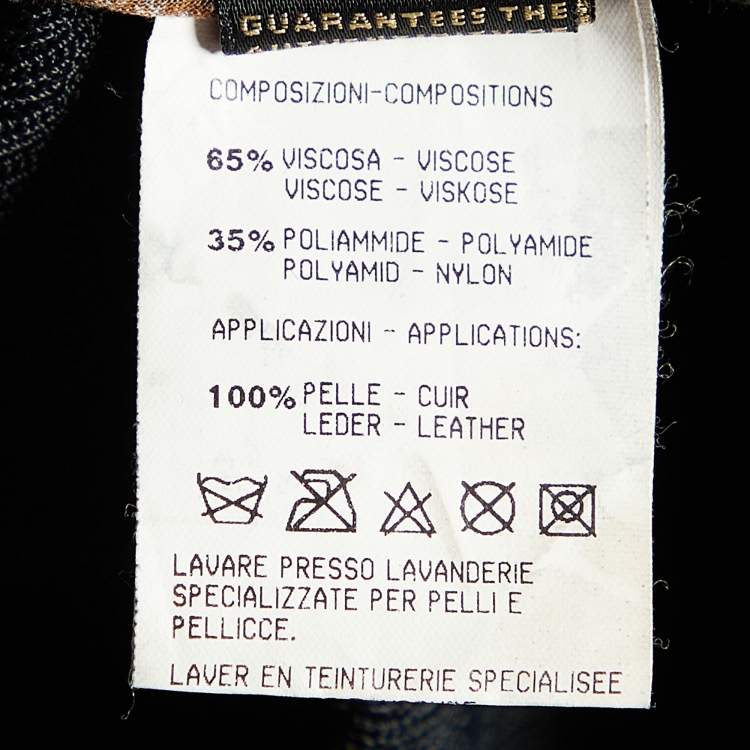 GUARANTEES THE
COMPOSIZIONI-COMPOSITIONS
65% VISCOSA - VISCOSE
VISCOSE - VISKOSE
35% POLIAMMIDE - POLYAMIDE
POLYAMID - NYLON
APPLICAZIONI - APPLICATIONS:
100% PELLE - CUIR
LEDER - LEATHER
LAVARE PRESSO LAVANDERIE
SPECIALIZZATE PER PELLI E
PELLICCE.
LAVER EN TEINTURERIE SPECIALISEE